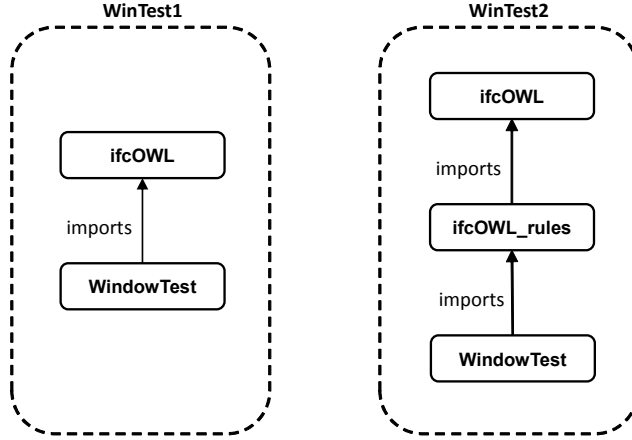 WinTest1
ifcOWL
imports
WindowTest
WinTest2
ifcOWL
imports
ifcOWL_rules
imports
WindowTest